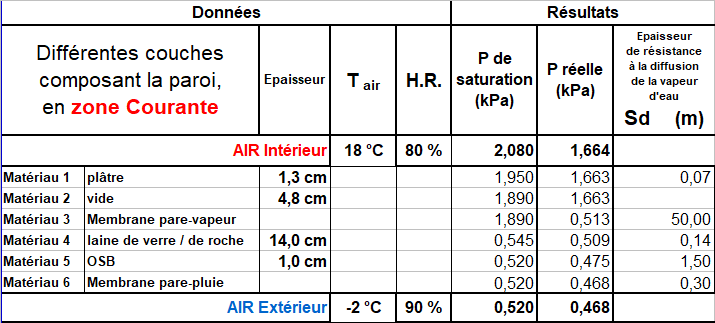 Données Résultats
Différentes couches
composant la paroi,
en zone Courante
Epaisseur
T air
H.R.
P de
saturation
(kPa)
P réelle
(kPa)
Epaisseur
de résistance
à la diffusion
de la vapeur
d'eau
Sd (m)
AIR Intérieur 18 °C 80 % 2,080 1,664
Matériau 1 plâtre 1,3 cm 1,950 1,663 0,07
Matériau 2 vide 4,8 cm 1,890 1,663
Matériau 3 Membrane pare-vapeur 1,890 0,513 50,00
Matériau 4 laine de verre / de roche 14,0 cm 0,545 0,509 0,14
Matériau 5 OSB 1,0 cm 0,520 0,475 1,50
Matériau 6 Membrane pare-pluie 0,520 0,468 0,30
AIR Extérieur -2 °C 90 % 0,520 0,468